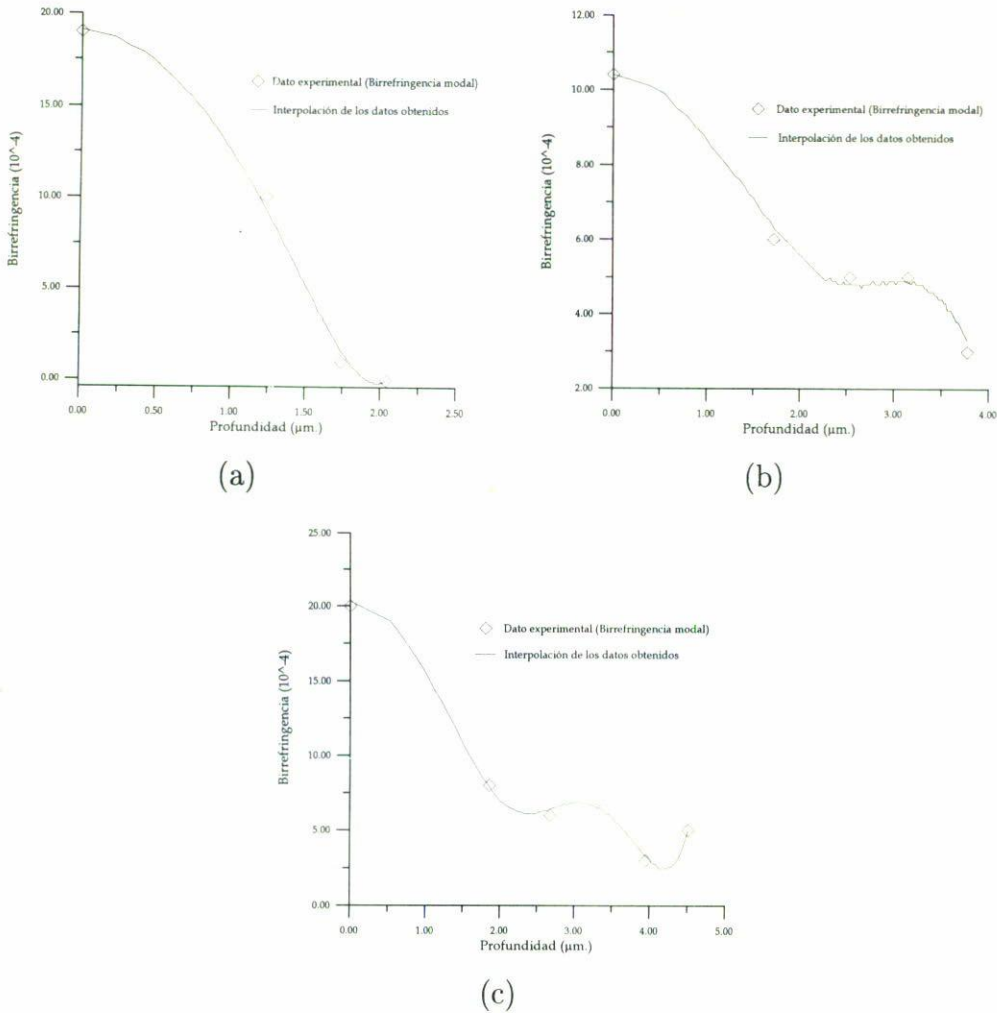 20.00
15.00
10.00
5.00
0.00
Birrefringencia (10^-4)
Dato experimental (Birrefringencia modal)
Interpolación de los datos obtenidos
0.00 0.50 1.00 1.50 2.00 2.50
Profundidad (µm.)
(a)
12.00
10.00
8.00
6.00
4.00
2.00
Birrefringencia (10^-4)
Dato experimental (Birrefringencia modal)
Interpolación de los datos obtenidos
0.00 1.00 2.00 3.00 4.00
Profundidad (µm.)
(b)
25.00
20.00
15.00
10.00
5.00
0.00
Birrefringencia (10^-4)
Dato experimental (Birrefringencia modal)
Interpolación de los datos obtenidos
0.00 1.00 2.00 3.00 4.00 5.00
Profundidad (µm.)
(c)